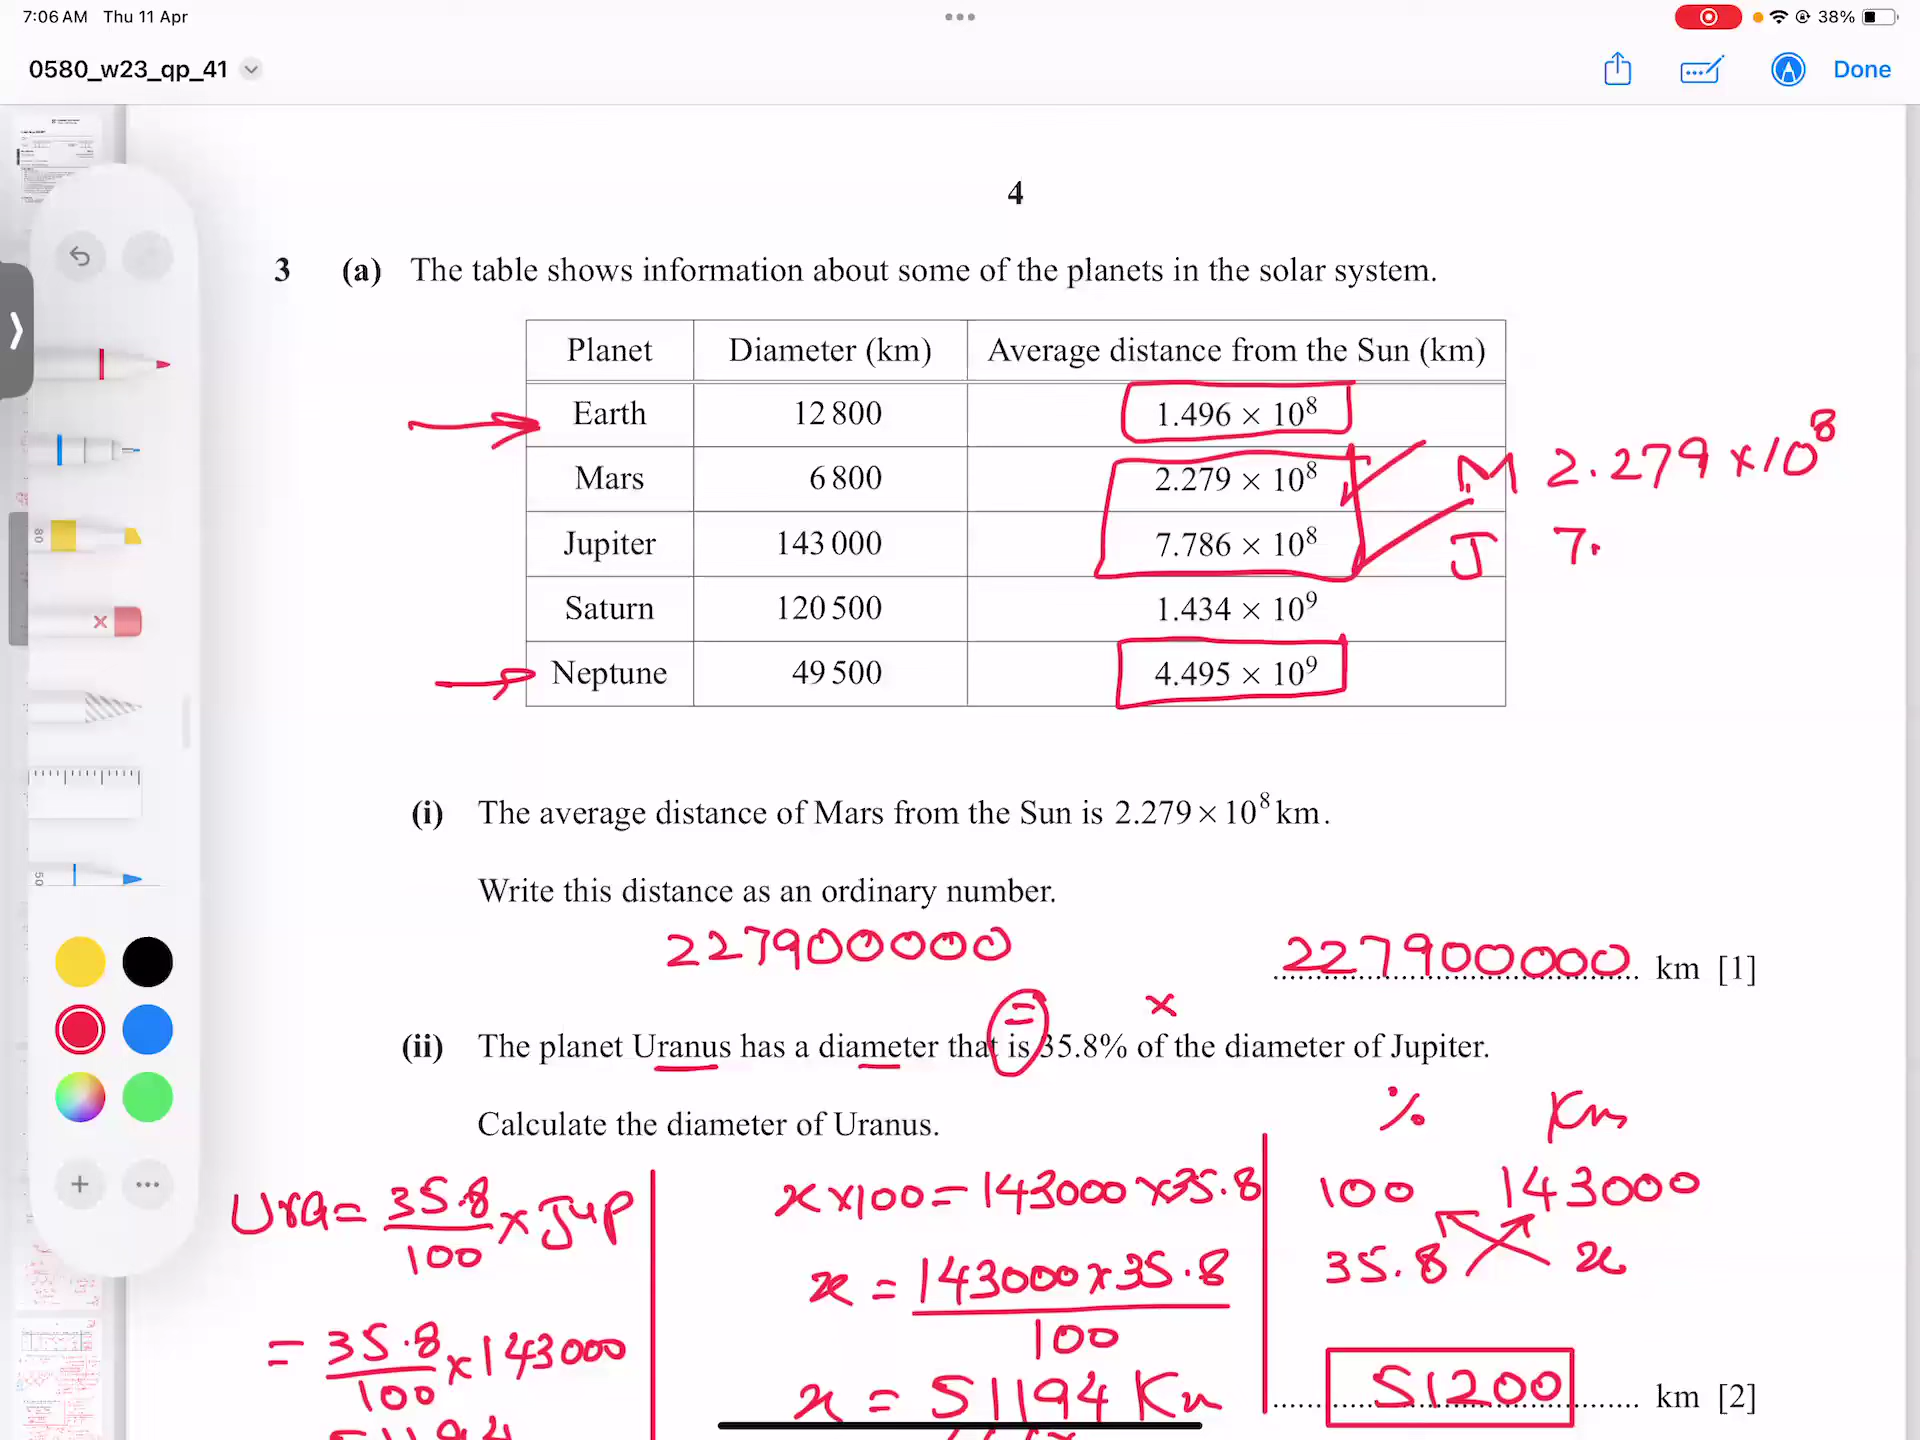 7:06 AM Thu 11 Apr
38%
0580_w23_qp_41
Done
4
3 (a) The table shows information about some of the planets in the solar system.
Planet Diameter (km) Average distance from the Sun (km)
Earth 12 800 1.496 × 10⁸
Mars 6 800 2.279 × 10⁸
M 2.279 × 10⁸
Jupiter 143 000 7.786 × 10⁸
J 7.
Saturn 120 500 1.434 × 10⁹
Neptune 49 500 4.495 × 10⁹
(i) The average distance of Mars from the Sun is 2.279 × 10⁸ km.
Write this distance as an ordinary number.
227900000
227900000 km [1]
= ×
(ii) The planet Uranus has a diameter that is 35.8% of the diameter of Jupiter.
Calculate the diameter of Uranus.
% Km
Ura = 35.8/100 × Jup
x × 100 = 143000 × 35.8
100 143000
35.8 x
x = 143000 × 35.8 / 100
= 35.8/100 × 143000
x = 51194 Km
51200 km [2]
51194
80
50